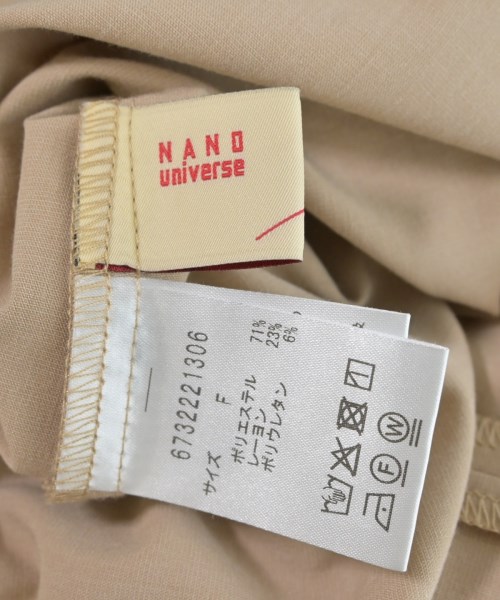 NANO
universe
6732221306
サイズ F
ポリエステル 71%
レーヨン 23%
ポリウレタン 6%
F W